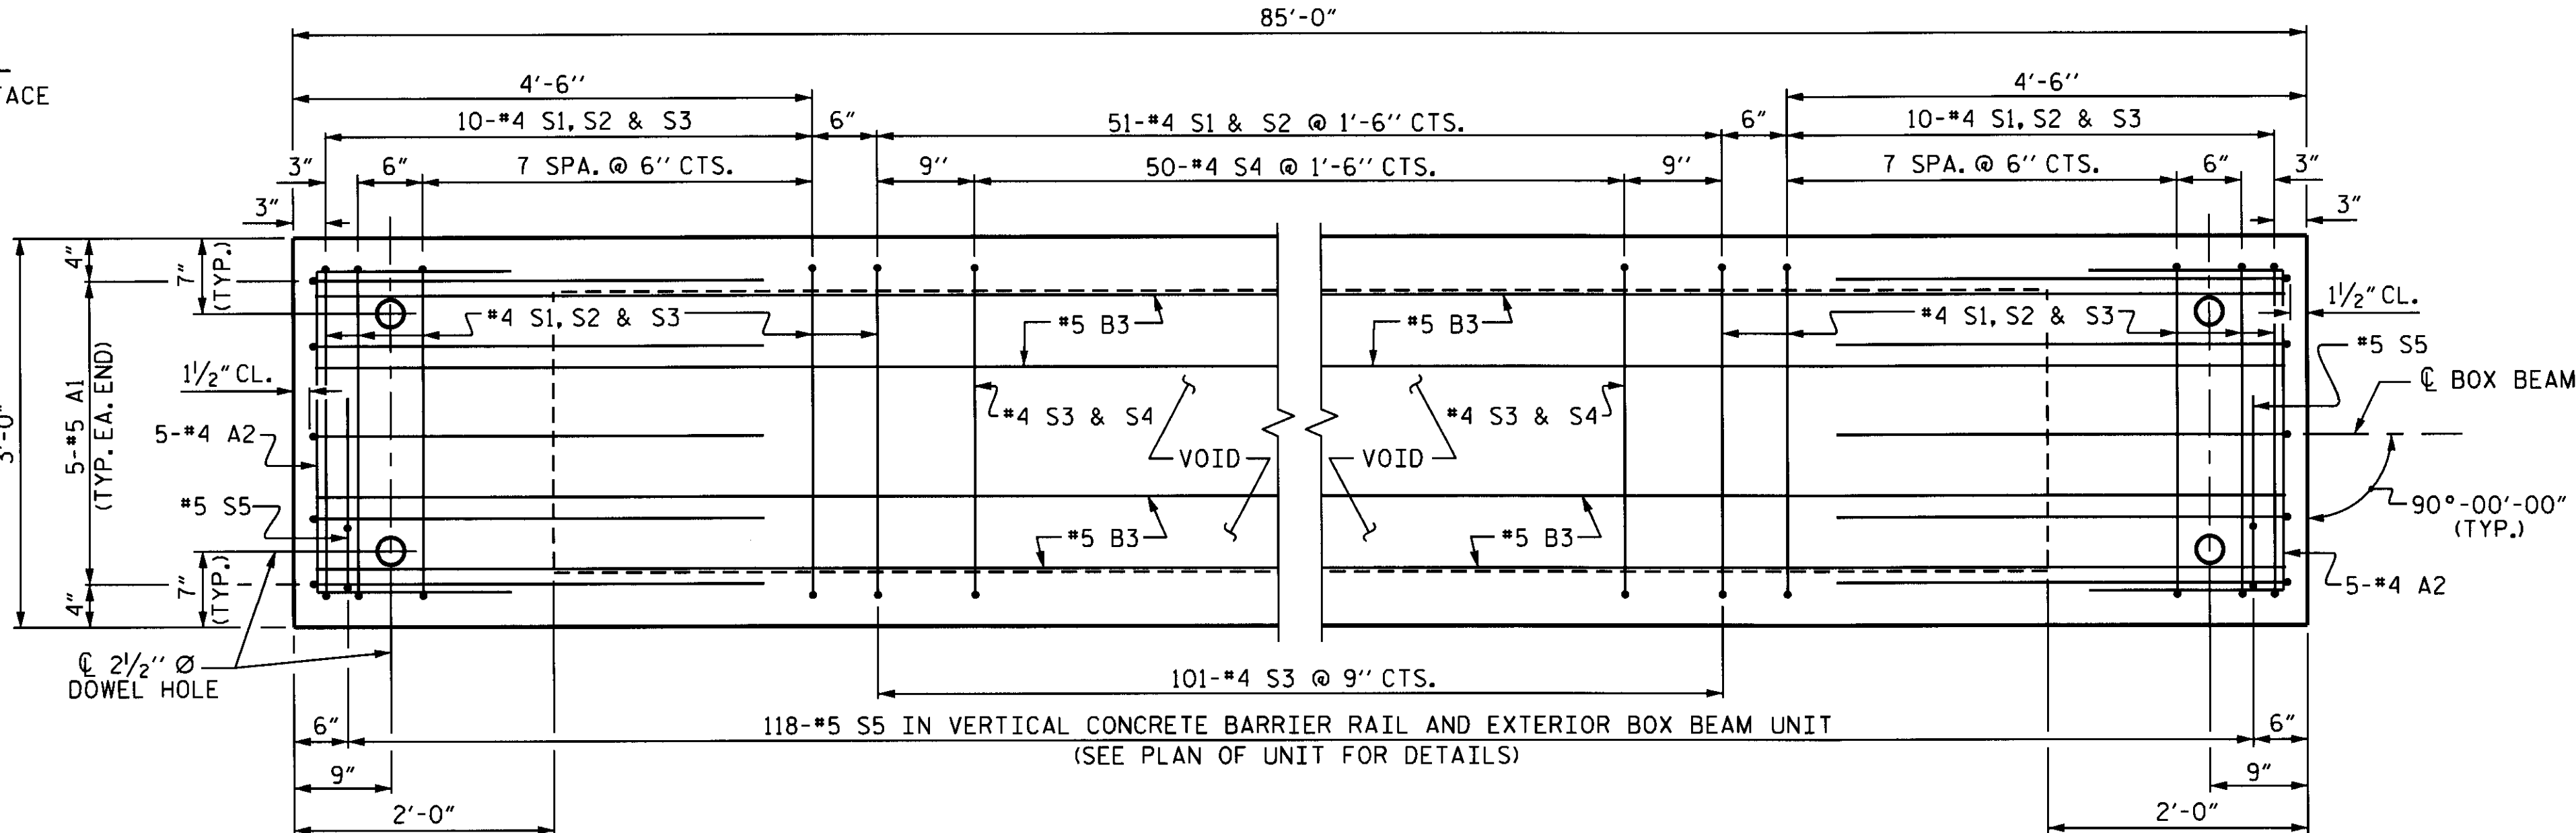 85'-0"
TACE
4'-6"
4'-6"
10-#4 S1, S2 & S3
6"
51-#4 S1 & S2 @ 1'-6" CTS.
6"
10-#4 S1, S2 & S3
3"
6"
7 SPA. @ 6" CTS.
9"
50-#4 S4 @ 1'-6" CTS.
9"
7 SPA. @ 6" CTS.
6"
3"
3"
3"
4"
7"
(TYP.)
3'-0"
5-#5 A1
(TYP. EA. END)
#4 S1, S2 & S3
#5 B3
#5 B3
#4 S1, S2 & S3
1½" CL.
1½" CL.
#5 S5
℄ BOX BEAM
5-#4 A2
#4 S3 & S4
#4 S3 & S4
VOID
VOID
#5 S5
#5 B3
#5 B3
90°-00'-00"
(TYP.)
7"
(TYP.)
4"
5-#4 A2
℄ 2½" Ø
DOWEL HOLE
101-#4 S3 @ 9" CTS.
6"
118-#5 S5 IN VERTICAL CONCRETE BARRIER RAIL AND EXTERIOR BOX BEAM UNIT
(SEE PLAN OF UNIT FOR DETAILS)
6"
9"
9"
2'-0"
2'-0"